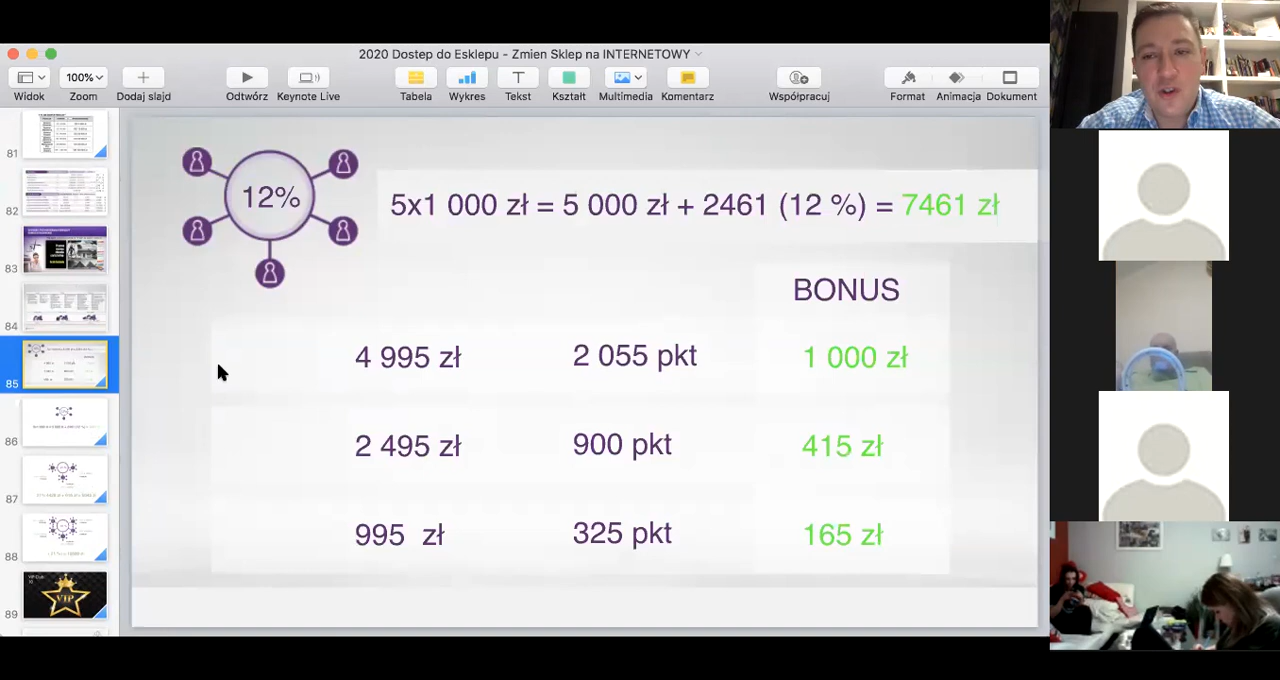 2020 Dostep do Esklepu - Zmien Sklep na INTERNETOWY
100%
Widok
Zoom
Dodaj slajd
Odtwórz
Keynote Live
Tabela
Wykres
Tekst
Kształt
Multimedia
Komentarz
Współpracuj
Format
Animacja
Dokument
81
82
83
84
85
86
87
88
VIP
89
12%
5x1 000 zł = 5 000 zł + 2461 (12 %) = 7461 zł
BONUS
4 995 zł 2 055 pkt 1 000 zł
2 495 zł 900 pkt 415 zł
995 zł 325 pkt 165 zł